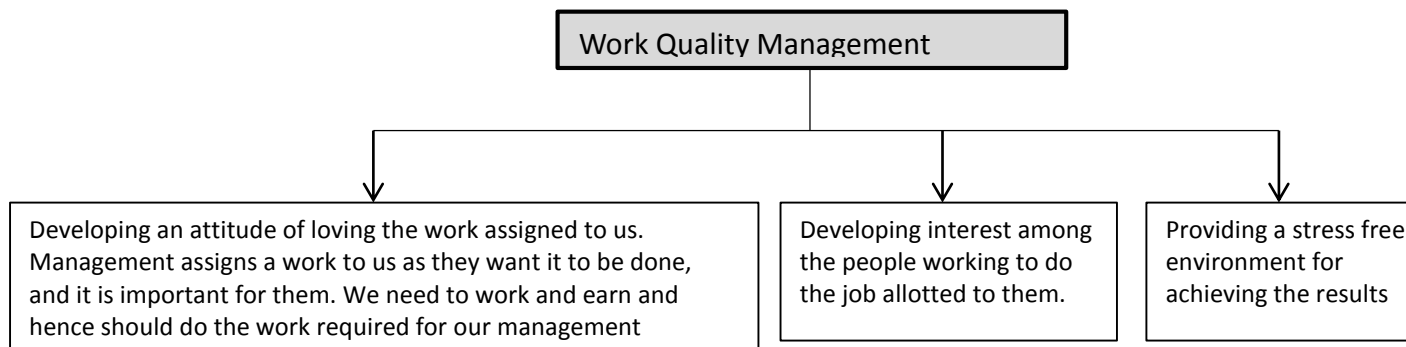 Work Quality Management
Developing an attitude of loving the work assigned to us.
Management assigns a work to us as they want it to be done,
and it is important for them. We need to work and earn and
hence should do the work required for our management
Developing interest among
the people working to do
the job allotted to them.
Providing a stress free
environment for
achieving the results